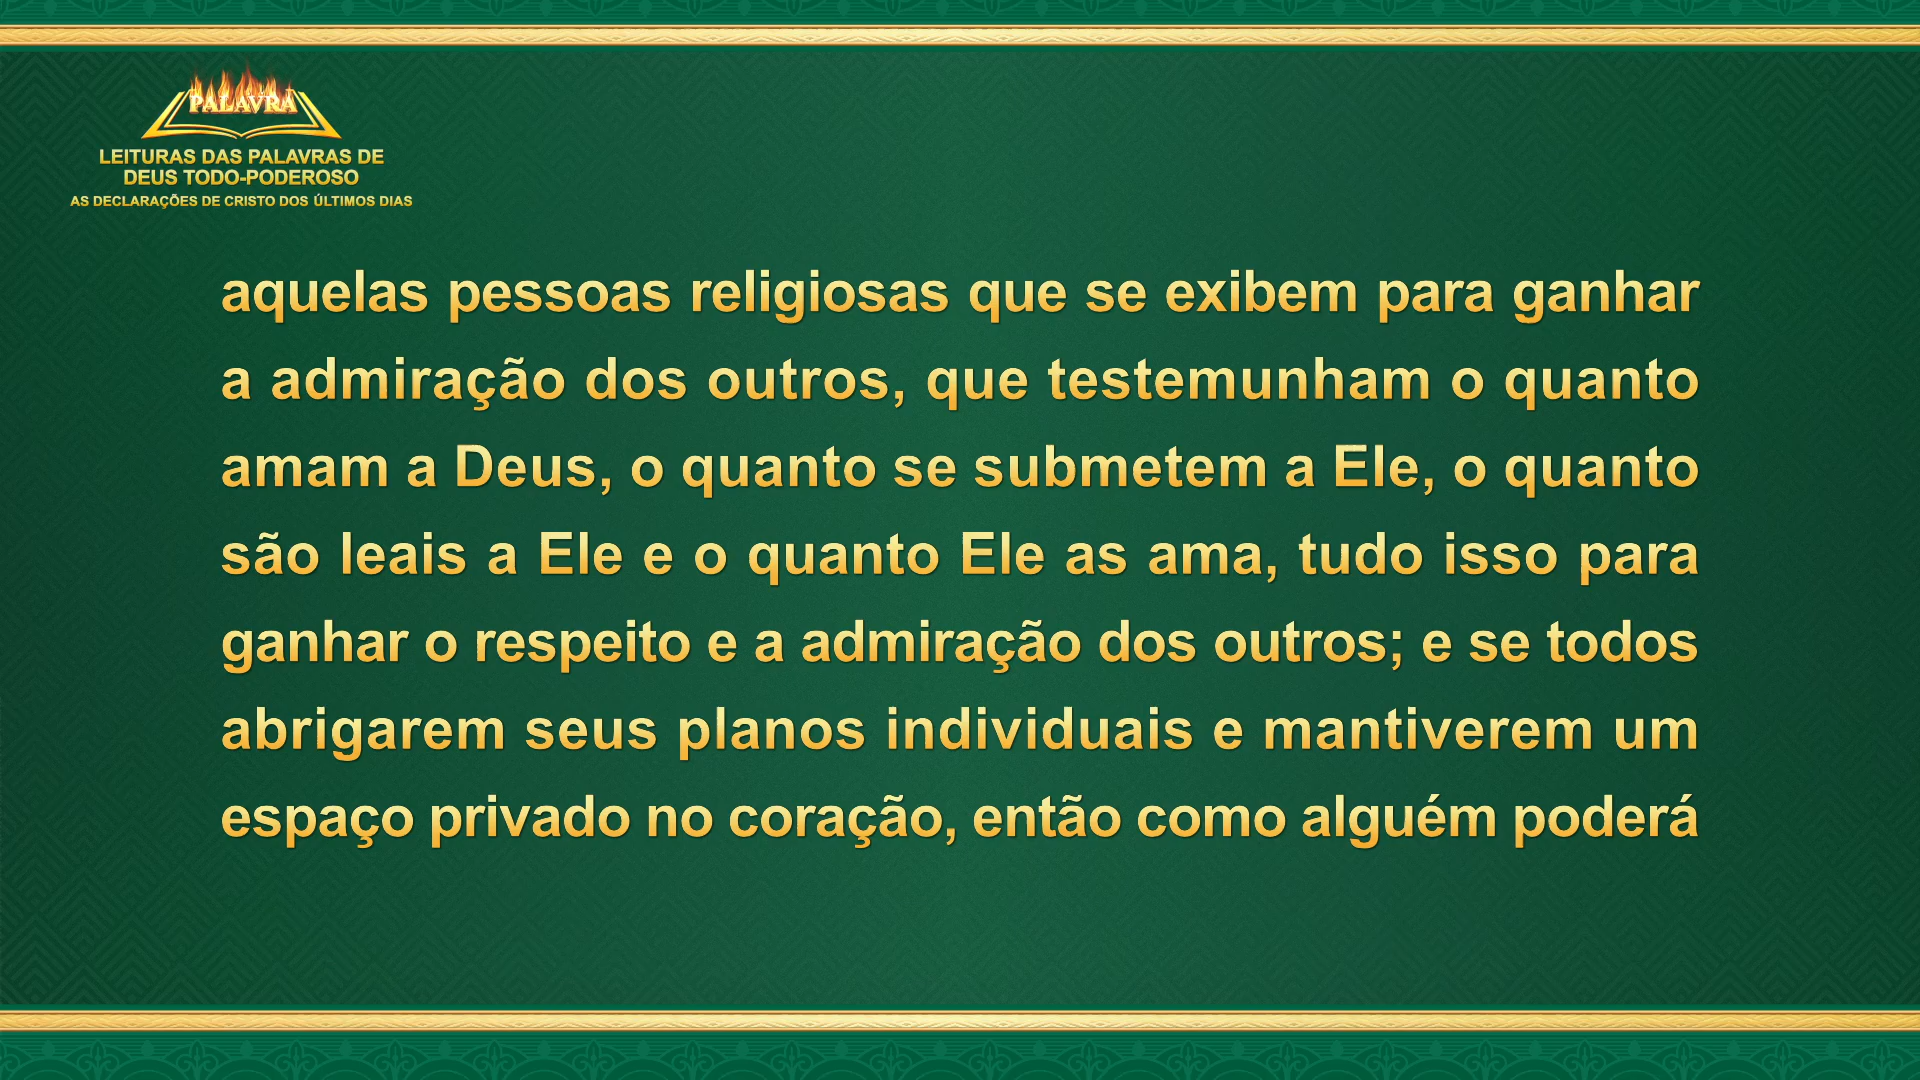 PALAVRA
LEITURAS DAS PALAVRAS DE
DEUS TODO-PODEROSO
AS DECLARAÇÕES DE CRISTO DOS ÚLTIMOS DIAS
aquelas pessoas religiosas que se exibem para ganhar
a admiração dos outros, que testemunham o quanto
amam a Deus, o quanto se submetem a Ele, o quanto
são leais a Ele e o quanto Ele as ama, tudo isso para
ganhar o respeito e a admiração dos outros; e se todos
abrigarem seus planos individuais e mantiverem um
espaço privado no coração, então como alguém poderá